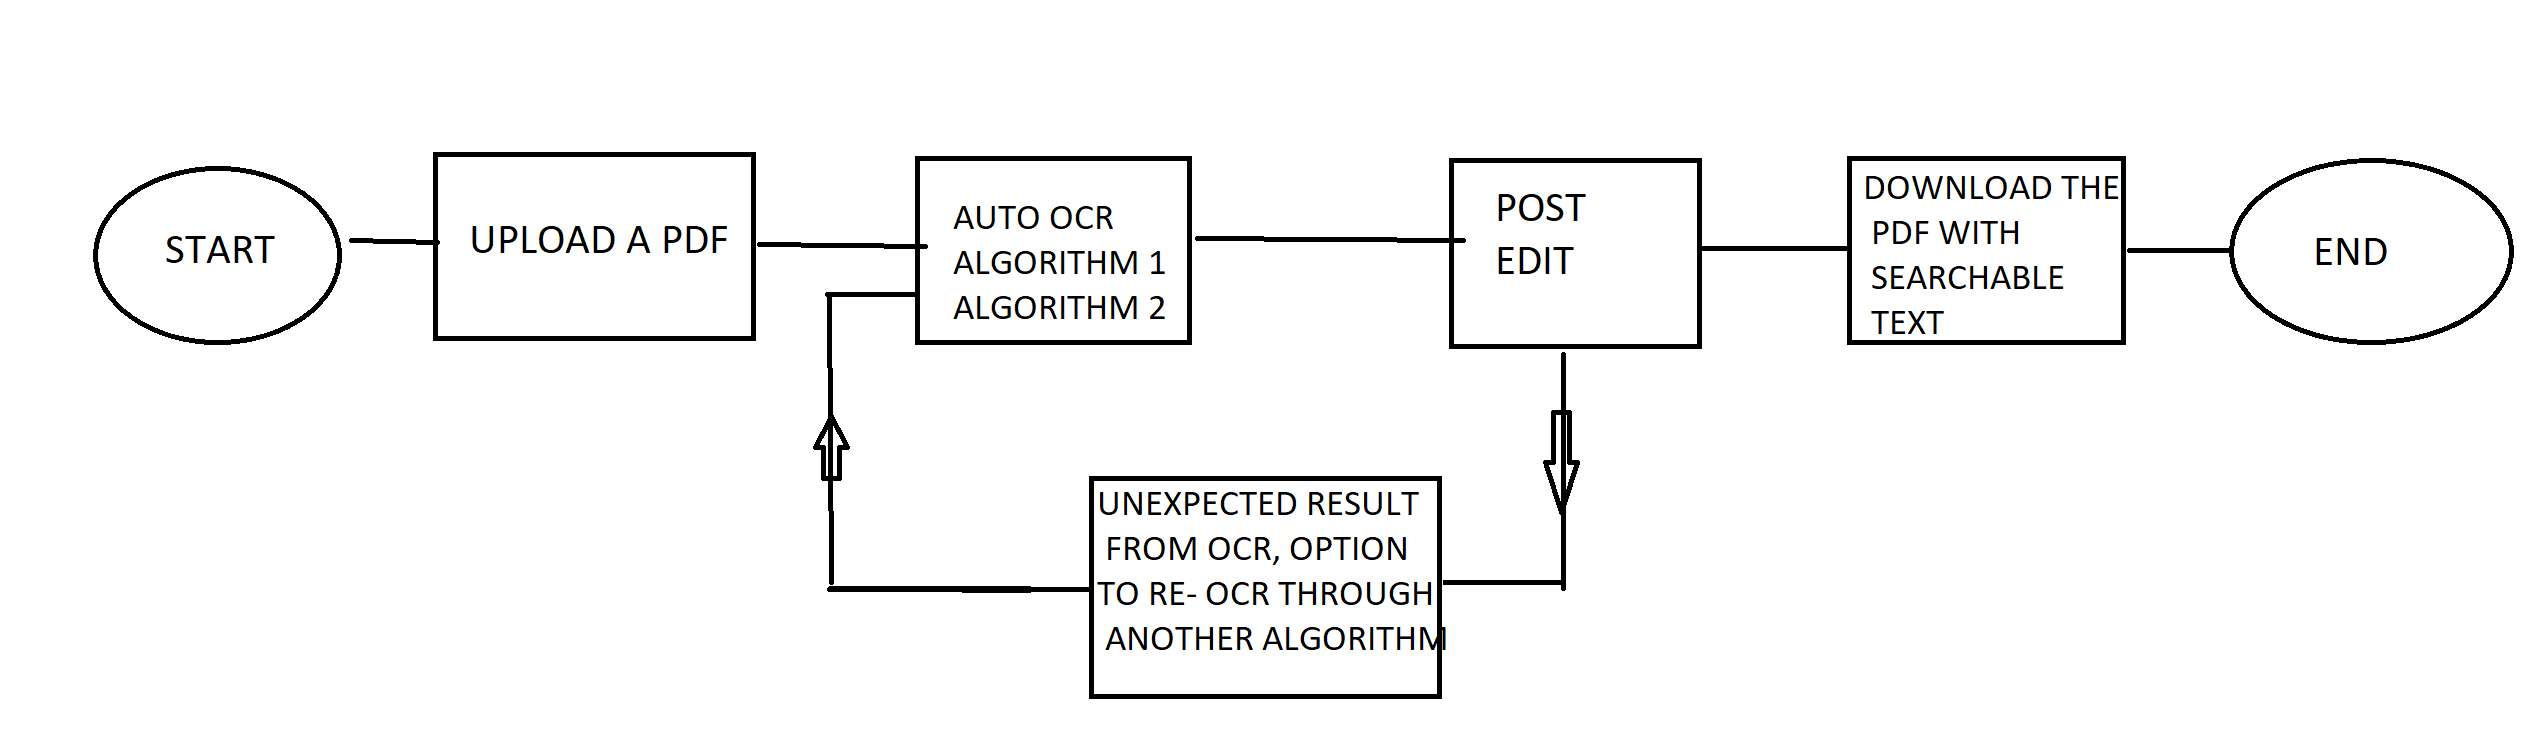 START
UPLOAD A PDF
AUTO OCR
ALGORITHM 1
ALGORITHM 2
POST
EDIT
DOWNLOAD THE
PDF WITH
SEARCHABLE
TEXT
END
UNEXPECTED RESULT
FROM OCR, OPTION
TO RE- OCR THROUGH
ANOTHER ALGORITHM